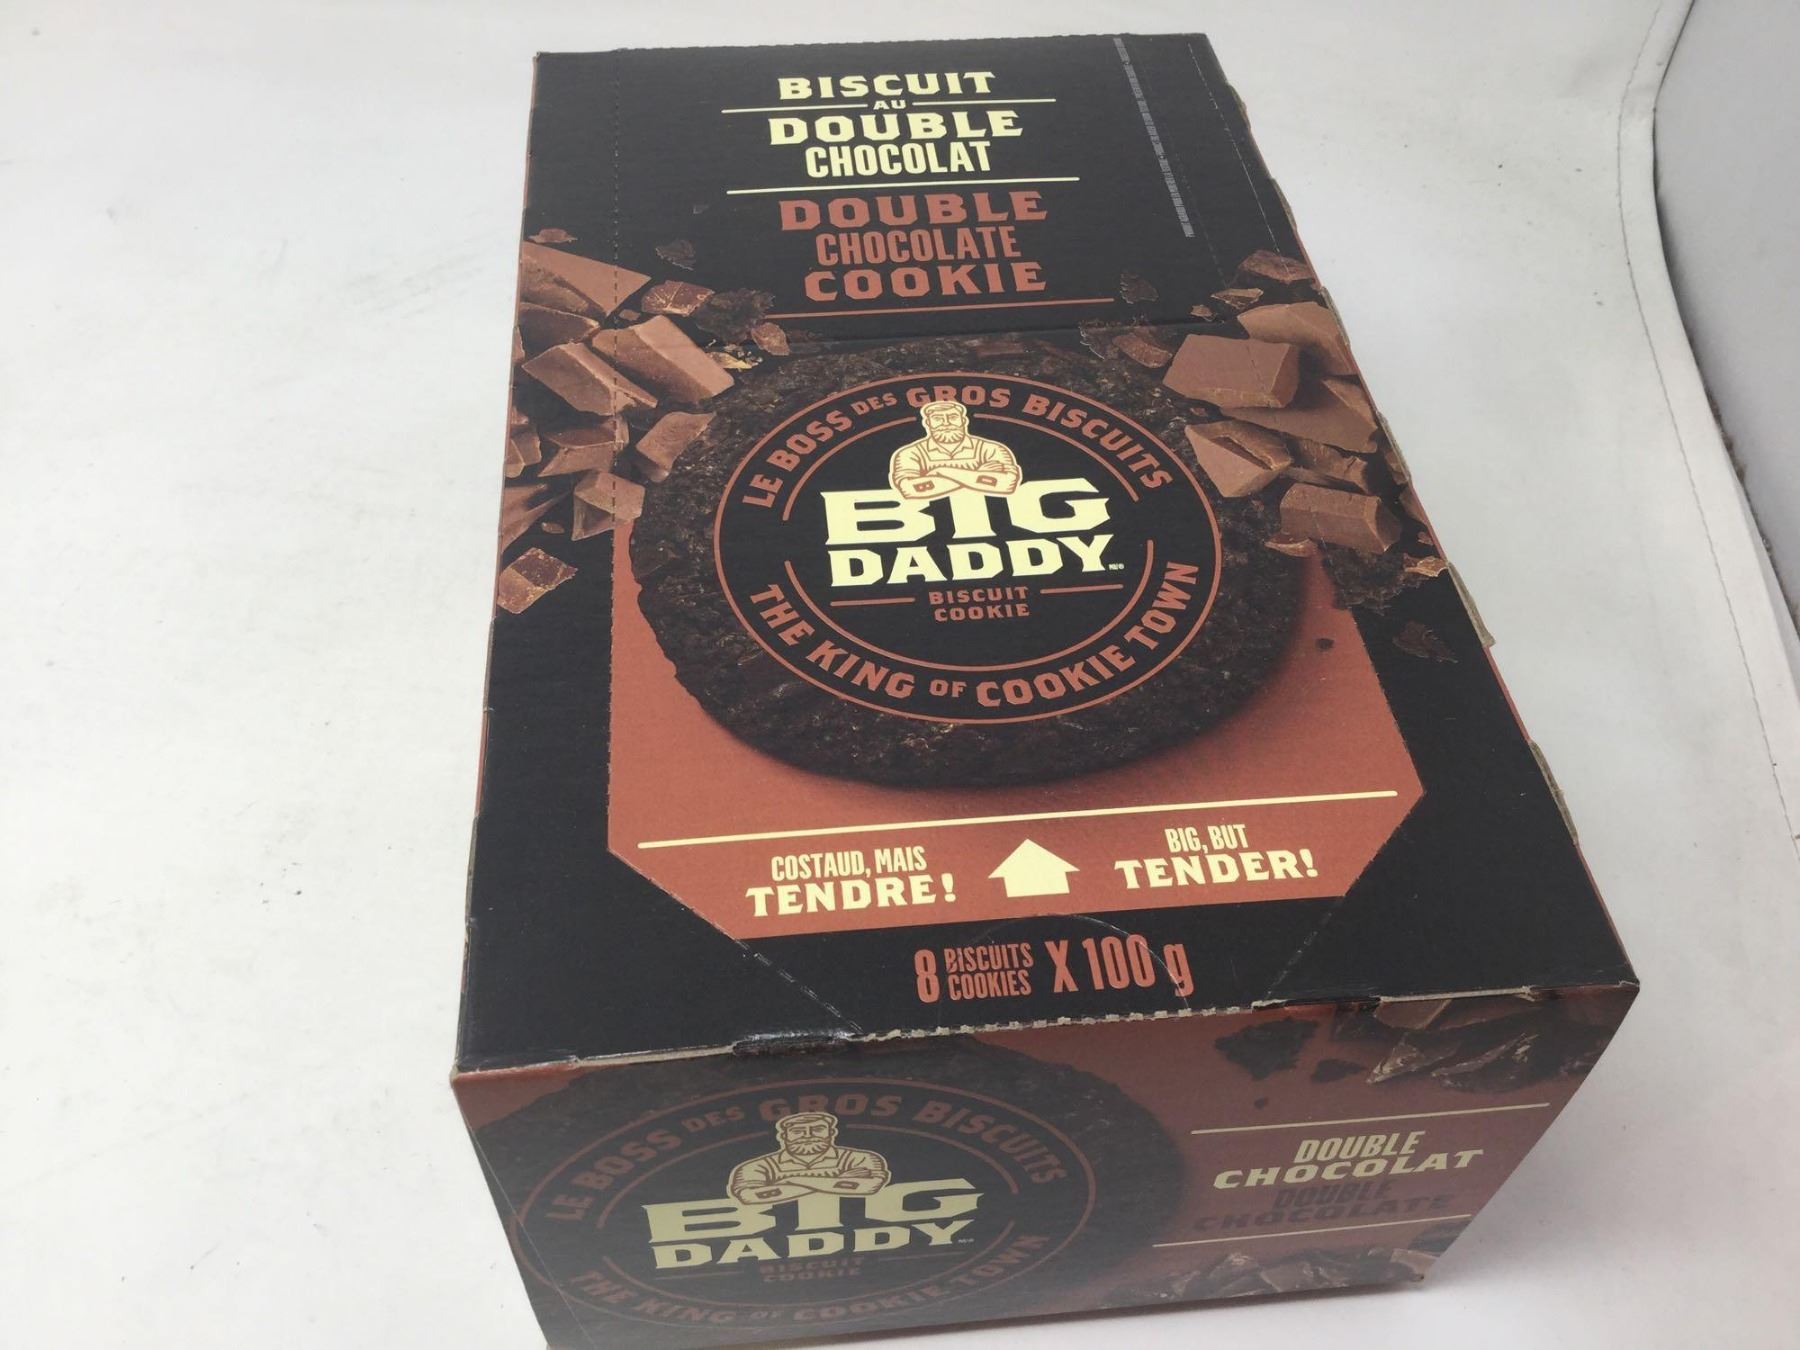 BISCUIT
AU
DOUBLE
CHOCOLAT
DOUBLE
CHOCOLATE
COOKIE
LE BOSS DES GROS BISCUITS
BIG
DADDY
BISCUIT
COOKIE
THE KING OF COOKIE TOWN
COSTAUD, MAIS
TENDRE!
BIG, BUT
TENDER!
8 BISCUITS
COOKIES X 100 g
LE BOSS DES GROS BISCUITS
BIG
DADDY
BISCUIT
COOKIE
THE KING OF COOKIE TOWN
DOUBLE
CHOCOLAT
DOUBLE
CHOCOLATE